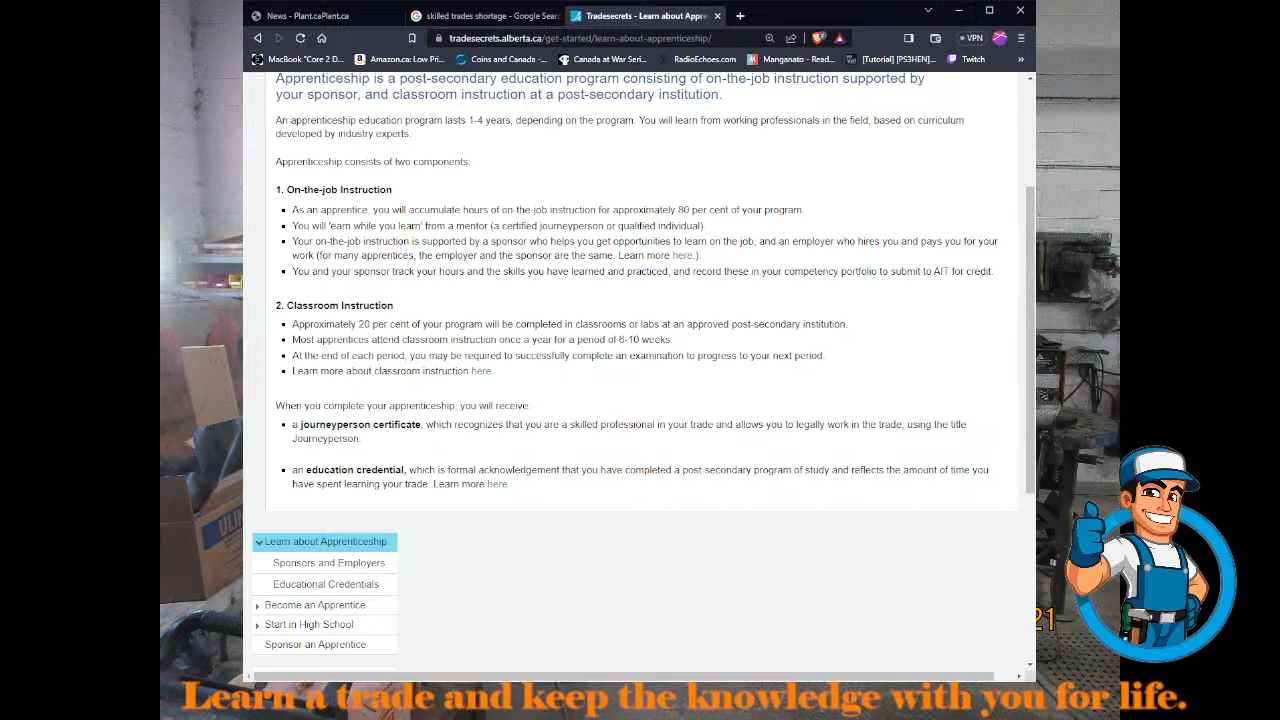 News - Plant.caPlant.ca
skilled trades shortage - Google Sear
Tradesecrets - Learn about Appre
tradesecrets.alberta.ca/get-started/learn-about-apprenticeship/
VPN
MacBook "Core 2 D...
Amazon.ca: Low Pri...
Coins and Canada -...
Canada at War Seri...
RadioEchoes.com
Manganato - Read...
[Tutorial] [PS3HEN]...
Twitch
»
Apprenticeship is a post-secondary education program consisting of on-the-job instruction supported by
your sponsor, and classroom instruction at a post-secondary institution.
An apprenticeship education program lasts 1-4 years, depending on the program. You will learn from working professionals in the field, based on curriculum
developed by industry experts.
Apprenticeship consists of two components:
1. On-the-job Instruction
As an apprentice, you will accumulate hours of on-the-job instruction for approximately 80 per cent of your program.
You will 'earn while you learn' from a mentor (a certified journeyperson or qualified individual).
Your on-the-job instruction is supported by a sponsor who helps you get opportunities to learn on the job, and an employer who hires you and pays you for your
work (for many apprentices, the employer and the sponsor are the same. Learn more here.).
You and your sponsor track your hours and the skills you have learned and practiced, and record these in your competency portfolio to submit to AIT for credit.
2. Classroom Instruction
Approximately 20 per cent of your program will be completed in classrooms or labs at an approved post-secondary institution.
Most apprentices attend classroom instruction once a year for a period of 6-10 weeks.
At the end of each period, you may be required to successfully complete an examination to progress to your next period.
Learn more about classroom instruction here.
When you complete your apprenticeship, you will receive:
a journeyperson certificate, which recognizes that you are a skilled professional in your trade and allows you to legally work in the trade, using the title
Journeyperson.
an education credential, which is formal acknowledgement that you have completed a post-secondary program of study and reflects the amount of time you
have spent learning your trade. Learn more here.
Learn about Apprenticeship
Sponsors and Employers
Educational Credentials
Become an Apprentice
Start in High School
Sponsor an Apprentice
21
Learn a trade and keep the knowledge with you for life.